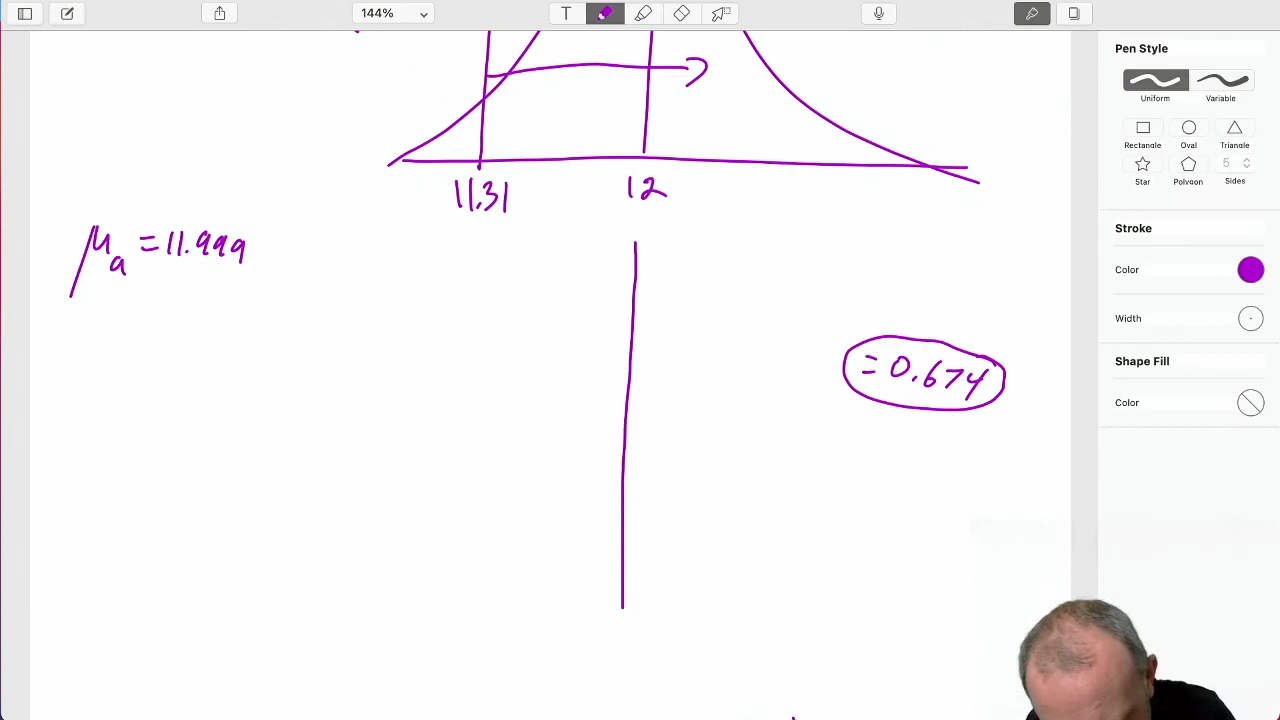 144%
T
11.31
12
μa = 11.999
= 0.674
Pen Style
Uniform
Variable
Rectangle
Oval
Triangle
Star
Polygon
5
Sides
Stroke
Color
Width
Shape Fill
Color